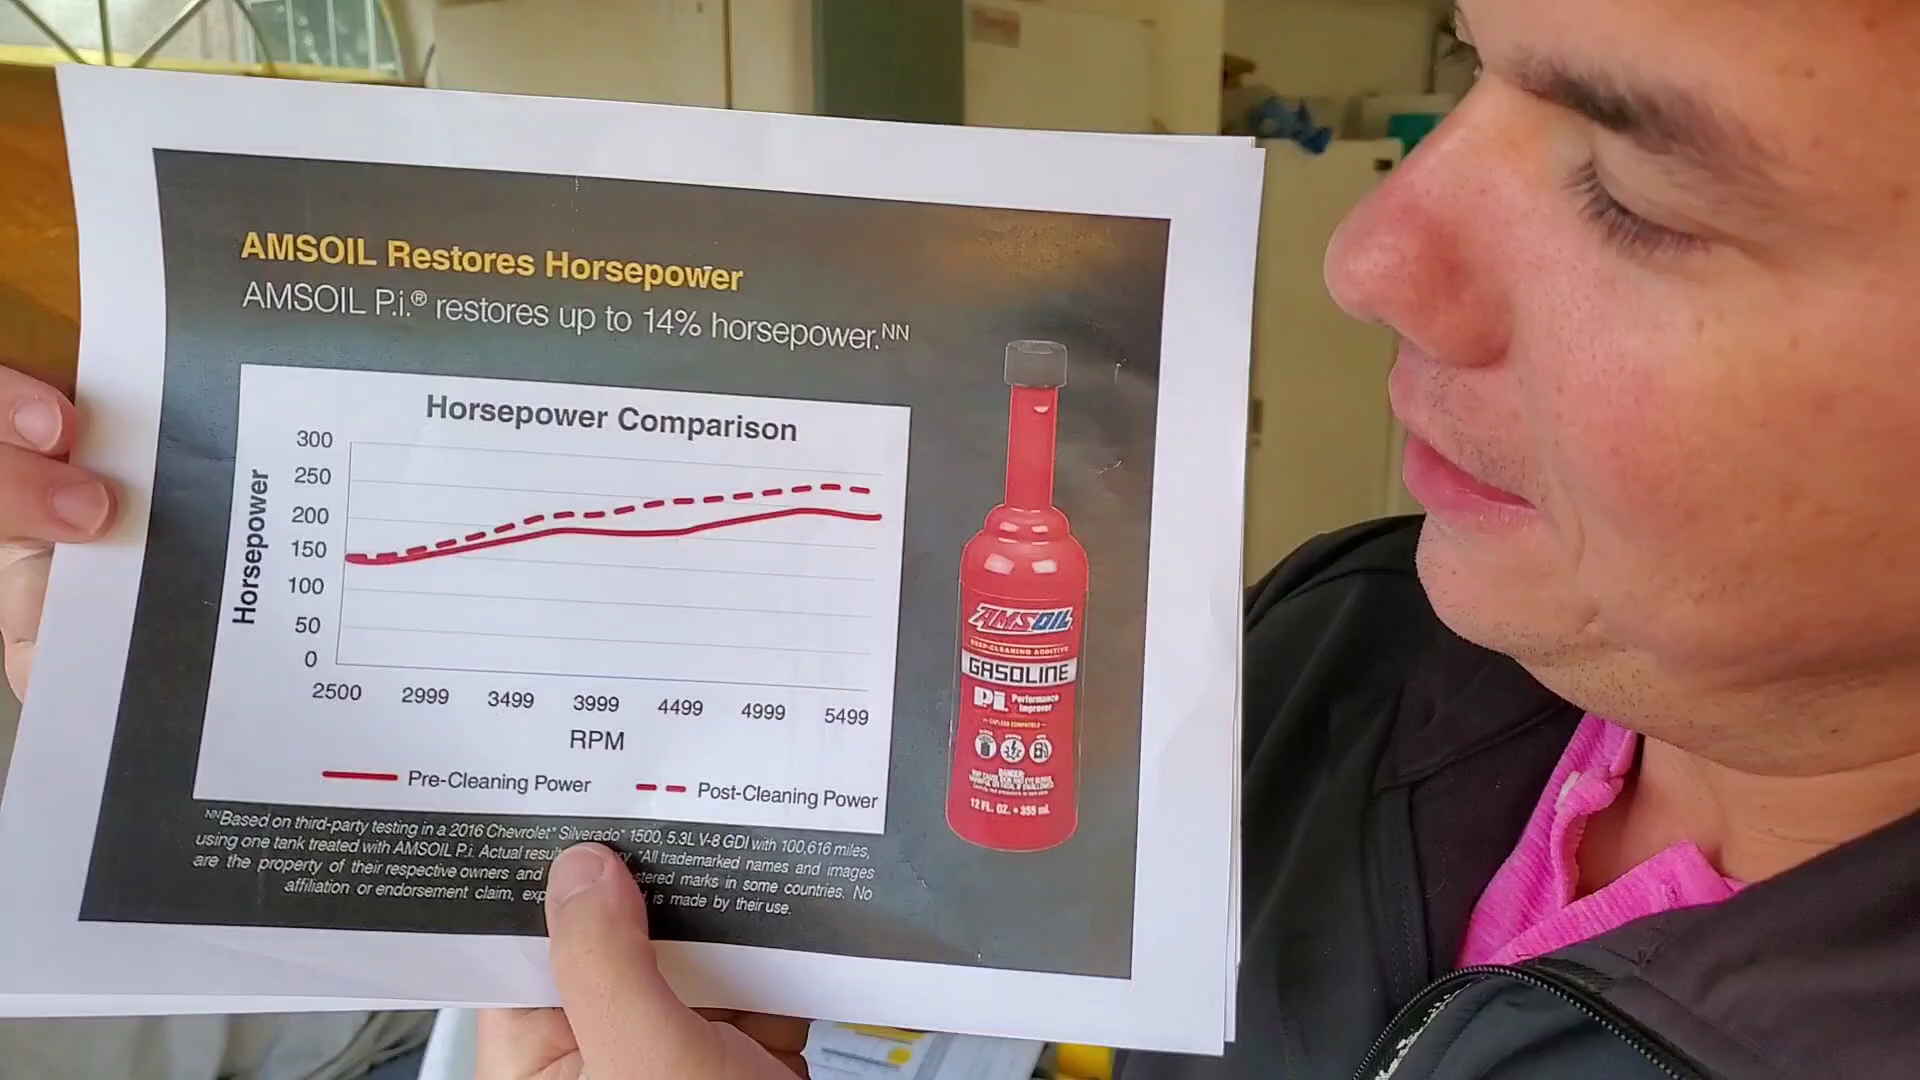 AMSOIL Restores Horsepower
AMSOIL P.i.® restores up to 14% horsepower.NN
Horsepower Comparison
Horsepower
300
250
200
150
100
50
0
2500 2999 3499 3999 4499 4999 5499
RPM
Pre-Cleaning Power Post-Cleaning Power
NNBased on third-party testing in a 2016 Chevrolet* Silverado* 1500, 5.3L V-8 GDI with 100,616 miles,
using one tank treated with AMSOIL P.i. Actual *All trademarked names and images
are the property of their respective owners and marks in some countries. No
affiliation or endorsement claim, is made by their use.
AMSOIL
DEEP-CLEANING ADDITIVE
GASOLINE
P.i. Performance
Improver
DANGER:
12 FL. OZ. • 355 mL